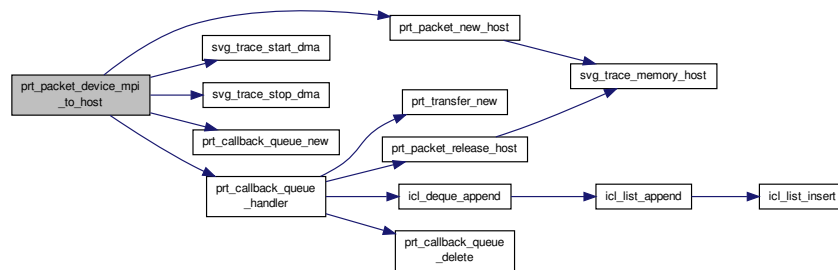 prt_packet_device_mpi
_to_host
prt_packet_new_host
svg_trace_start_dma
svg_trace_stop_dma
prt_callback_queue_new
prt_callback_queue
_handler
svg_trace_memory_host
prt_transfer_new
prt_packet_release_host
icl_deque_append
icl_list_append
icl_list_insert
prt_callback_queue
_delete